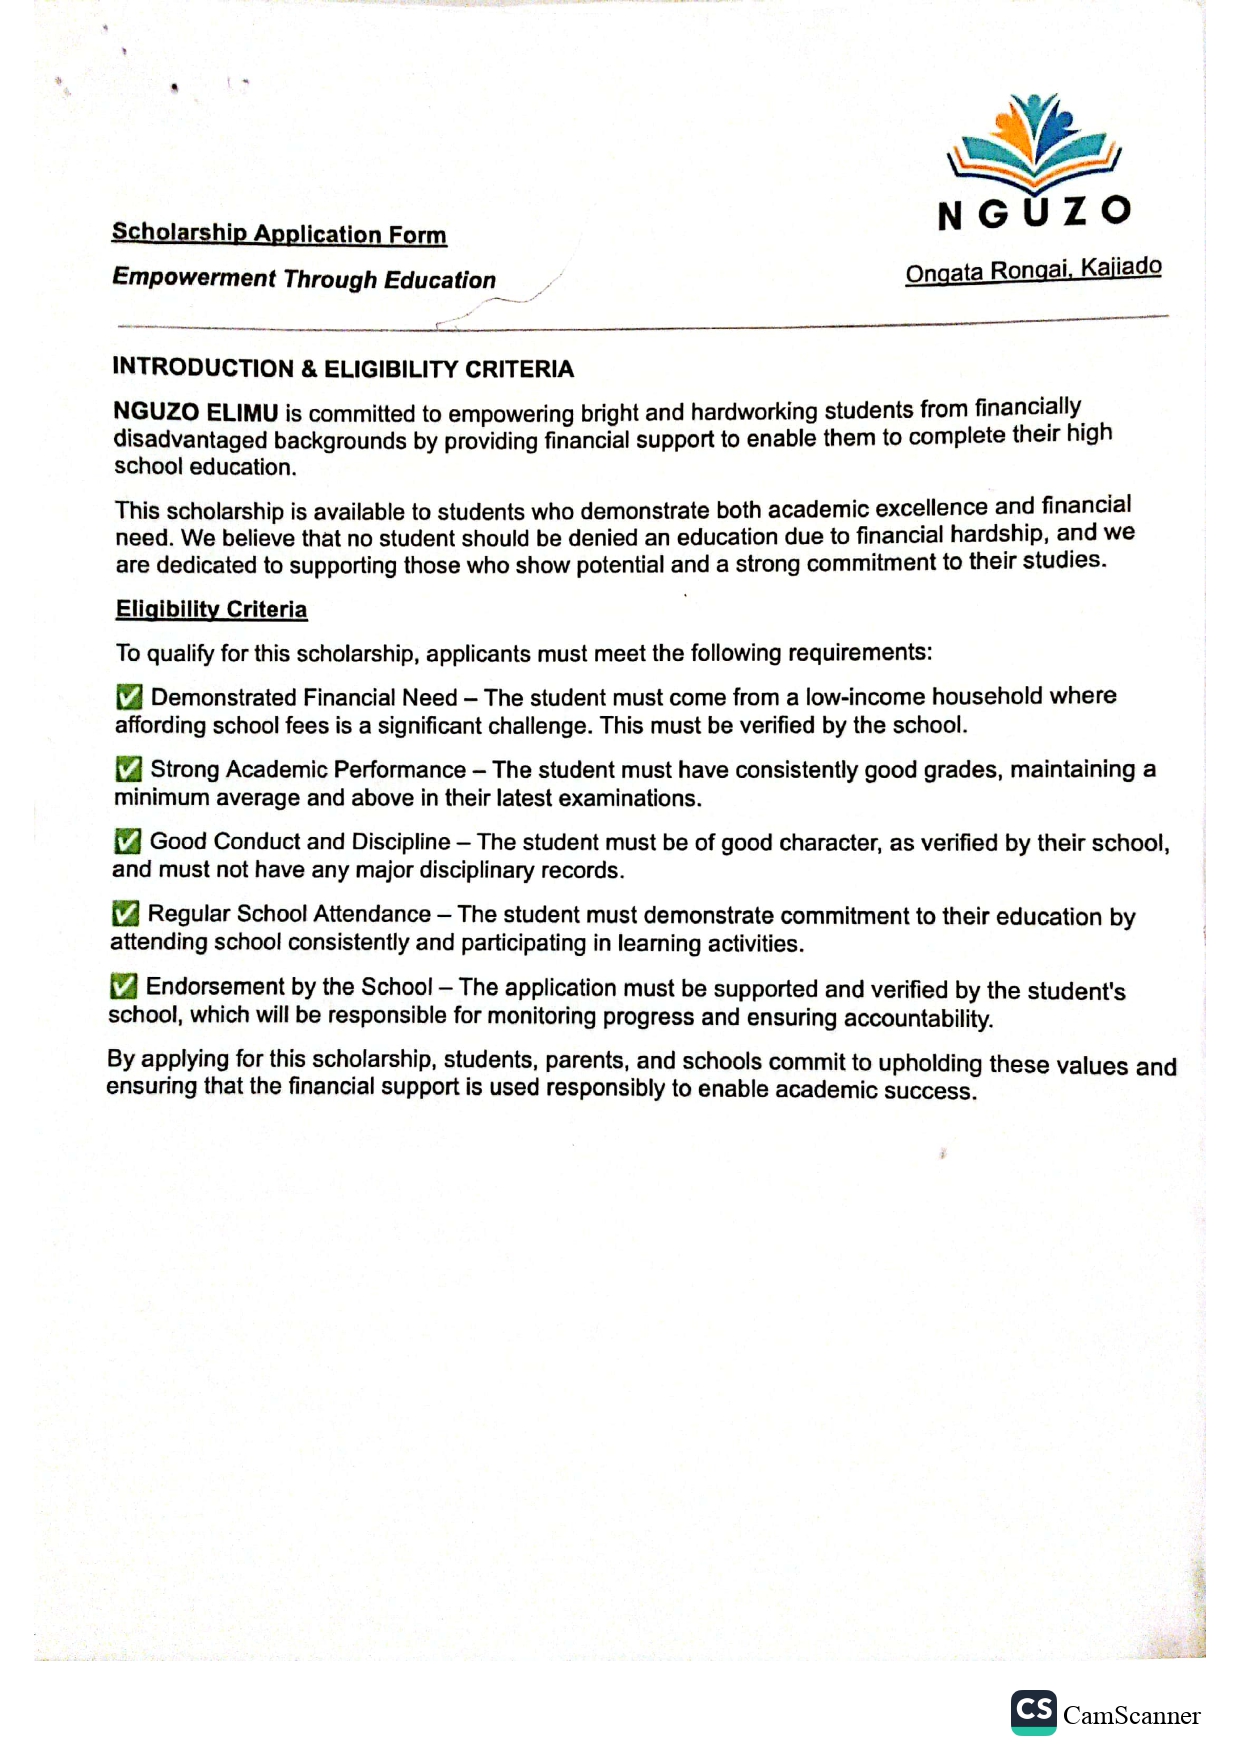 NGUZO
Scholarship Application Form
Empowerment Through Education
Ongata Rongai, Kajiado
INTRODUCTION & ELIGIBILITY CRITERIA
NGUZO ELIMU is committed to empowering bright and hardworking students from financially
disadvantaged backgrounds by providing financial support to enable them to complete their high
school education.
This scholarship is available to students who demonstrate both academic excellence and financial
need. We believe that no student should be denied an education due to financial hardship, and we
are dedicated to supporting those who show potential and a strong commitment to their studies.
Eligibility Criteria
To qualify for this scholarship, applicants must meet the following requirements:
✅ Demonstrated Financial Need – The student must come from a low-income household where
affording school fees is a significant challenge. This must be verified by the school.
✅ Strong Academic Performance – The student must have consistently good grades, maintaining a
minimum average and above in their latest examinations.
✅ Good Conduct and Discipline – The student must be of good character, as verified by their school,
and must not have any major disciplinary records.
✅ Regular School Attendance – The student must demonstrate commitment to their education by
attending school consistently and participating in learning activities.
✅ Endorsement by the School – The application must be supported and verified by the student's
school, which will be responsible for monitoring progress and ensuring accountability.
By applying for this scholarship, students, parents, and schools commit to upholding these values and
ensuring that the financial support is used responsibly to enable academic success.
CS CamScanner